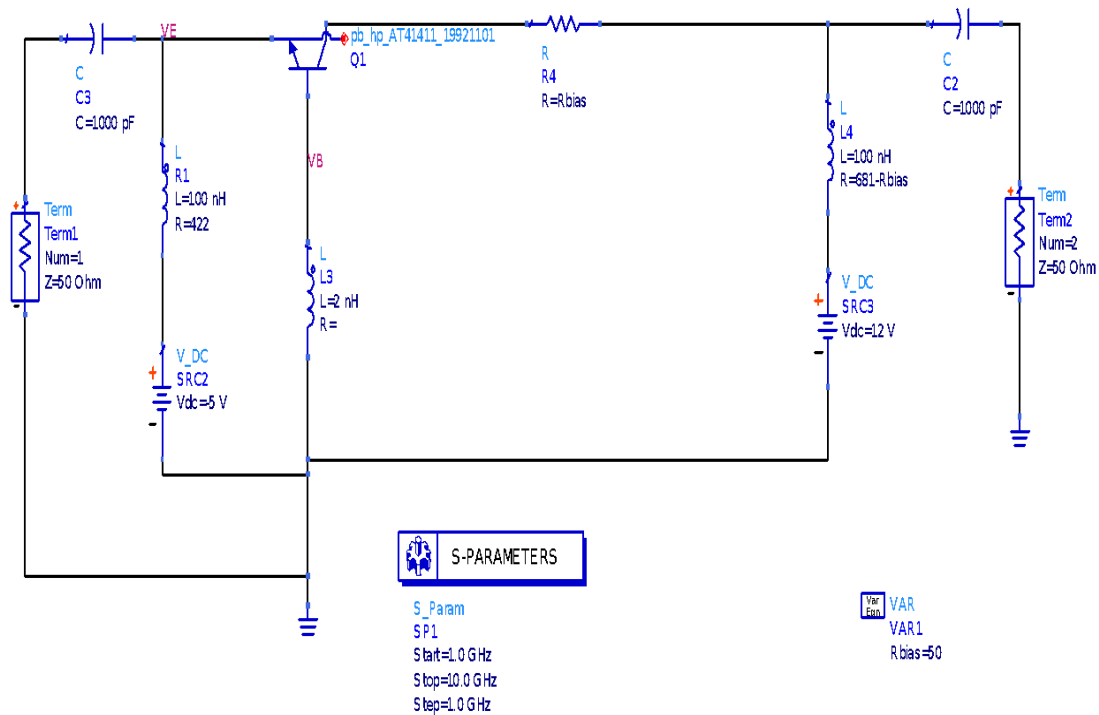 VE
pb_hp_AT41411_19921101
Q1
C
C3
C=1000 pF
R
R4
R=Rbias
C
C2
C=1000 pF
L
R1
L=100 nH
R=422
VB
L
L4
L=100 nH
R=681-Rbias
+
Term
Term1
Num=1
Z=50 Ohm
-
+
Term
Term2
Num=2
Z=50 Ohm
-
L
L3
L=2 nH
R=
+
V_DC
SRC2
Vdc=-5 V
-
+
V_DC
SRC3
Vdc=12 V
-
S-PARAMETERS
S_Param
SP1
Start=1.0 GHz
Stop=10.0 GHz
Step=1.0 GHz
Var
Eqn
VAR
VAR1
Rbias=50